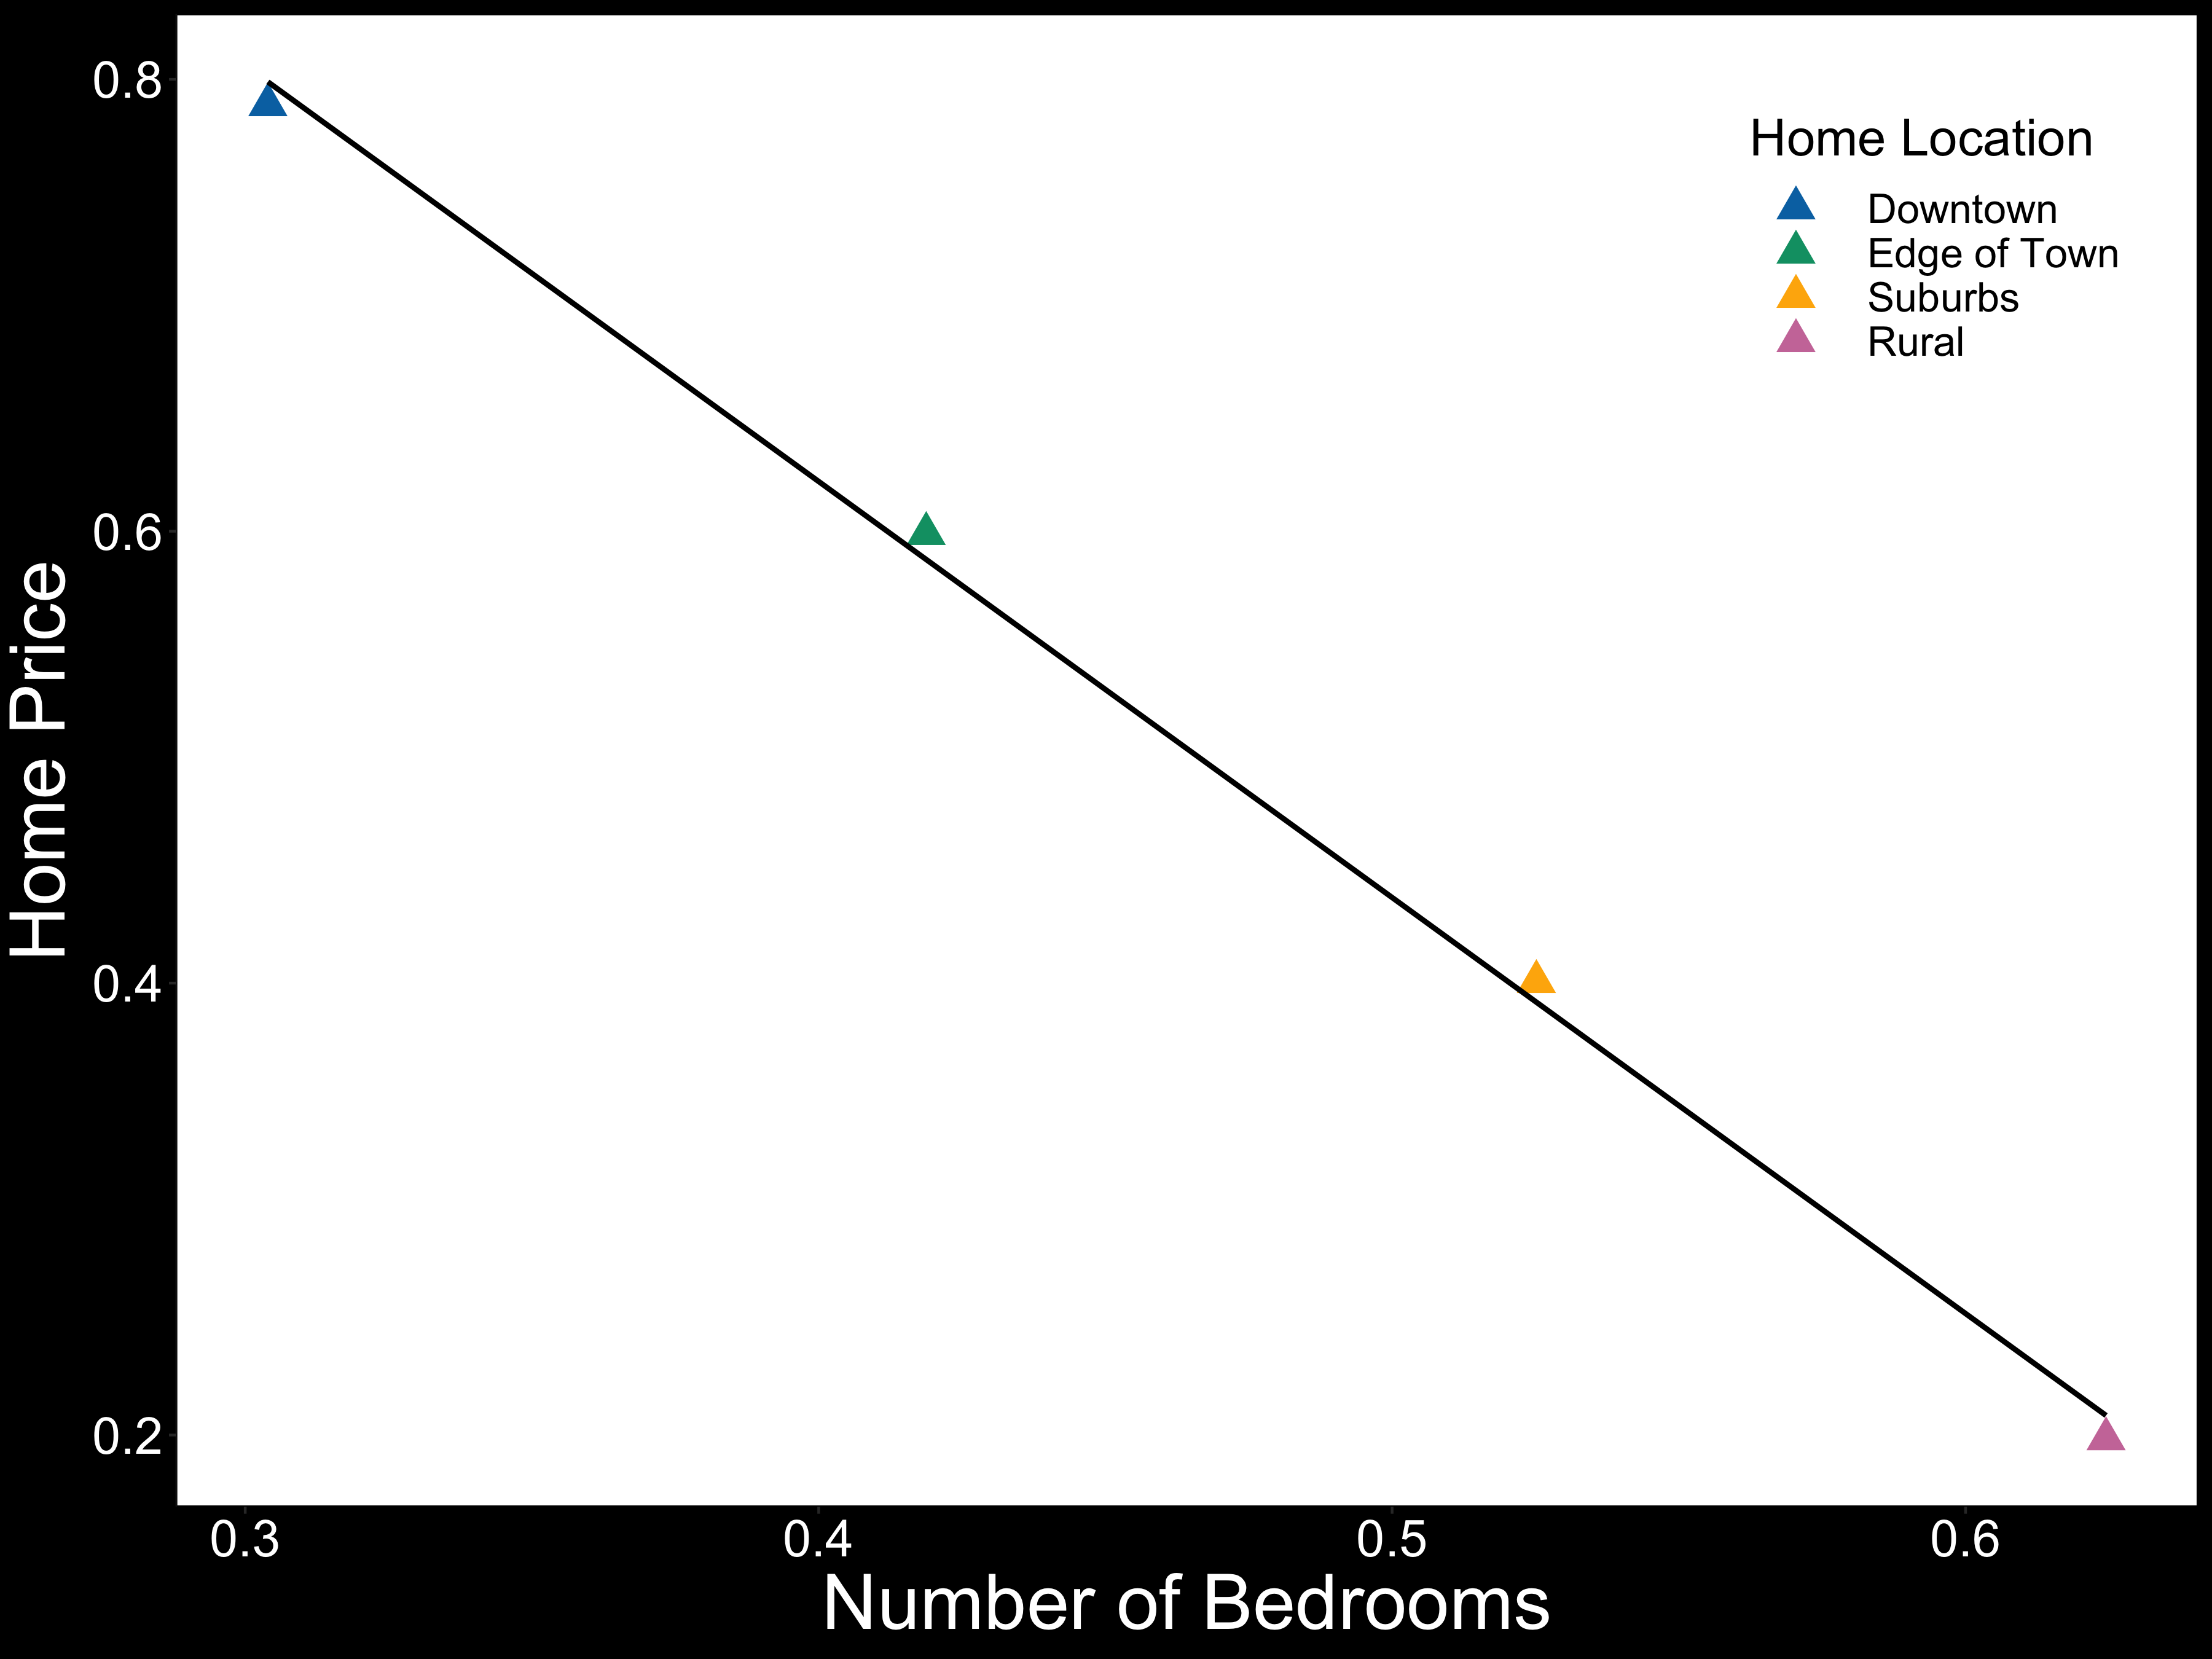 0.8
0.6
0.4
0.2
Home Price
Home Location
Downtown
Edge of Town
Suburbs
Rural
0.3 0.4 0.5 0.6
Number of Bedrooms